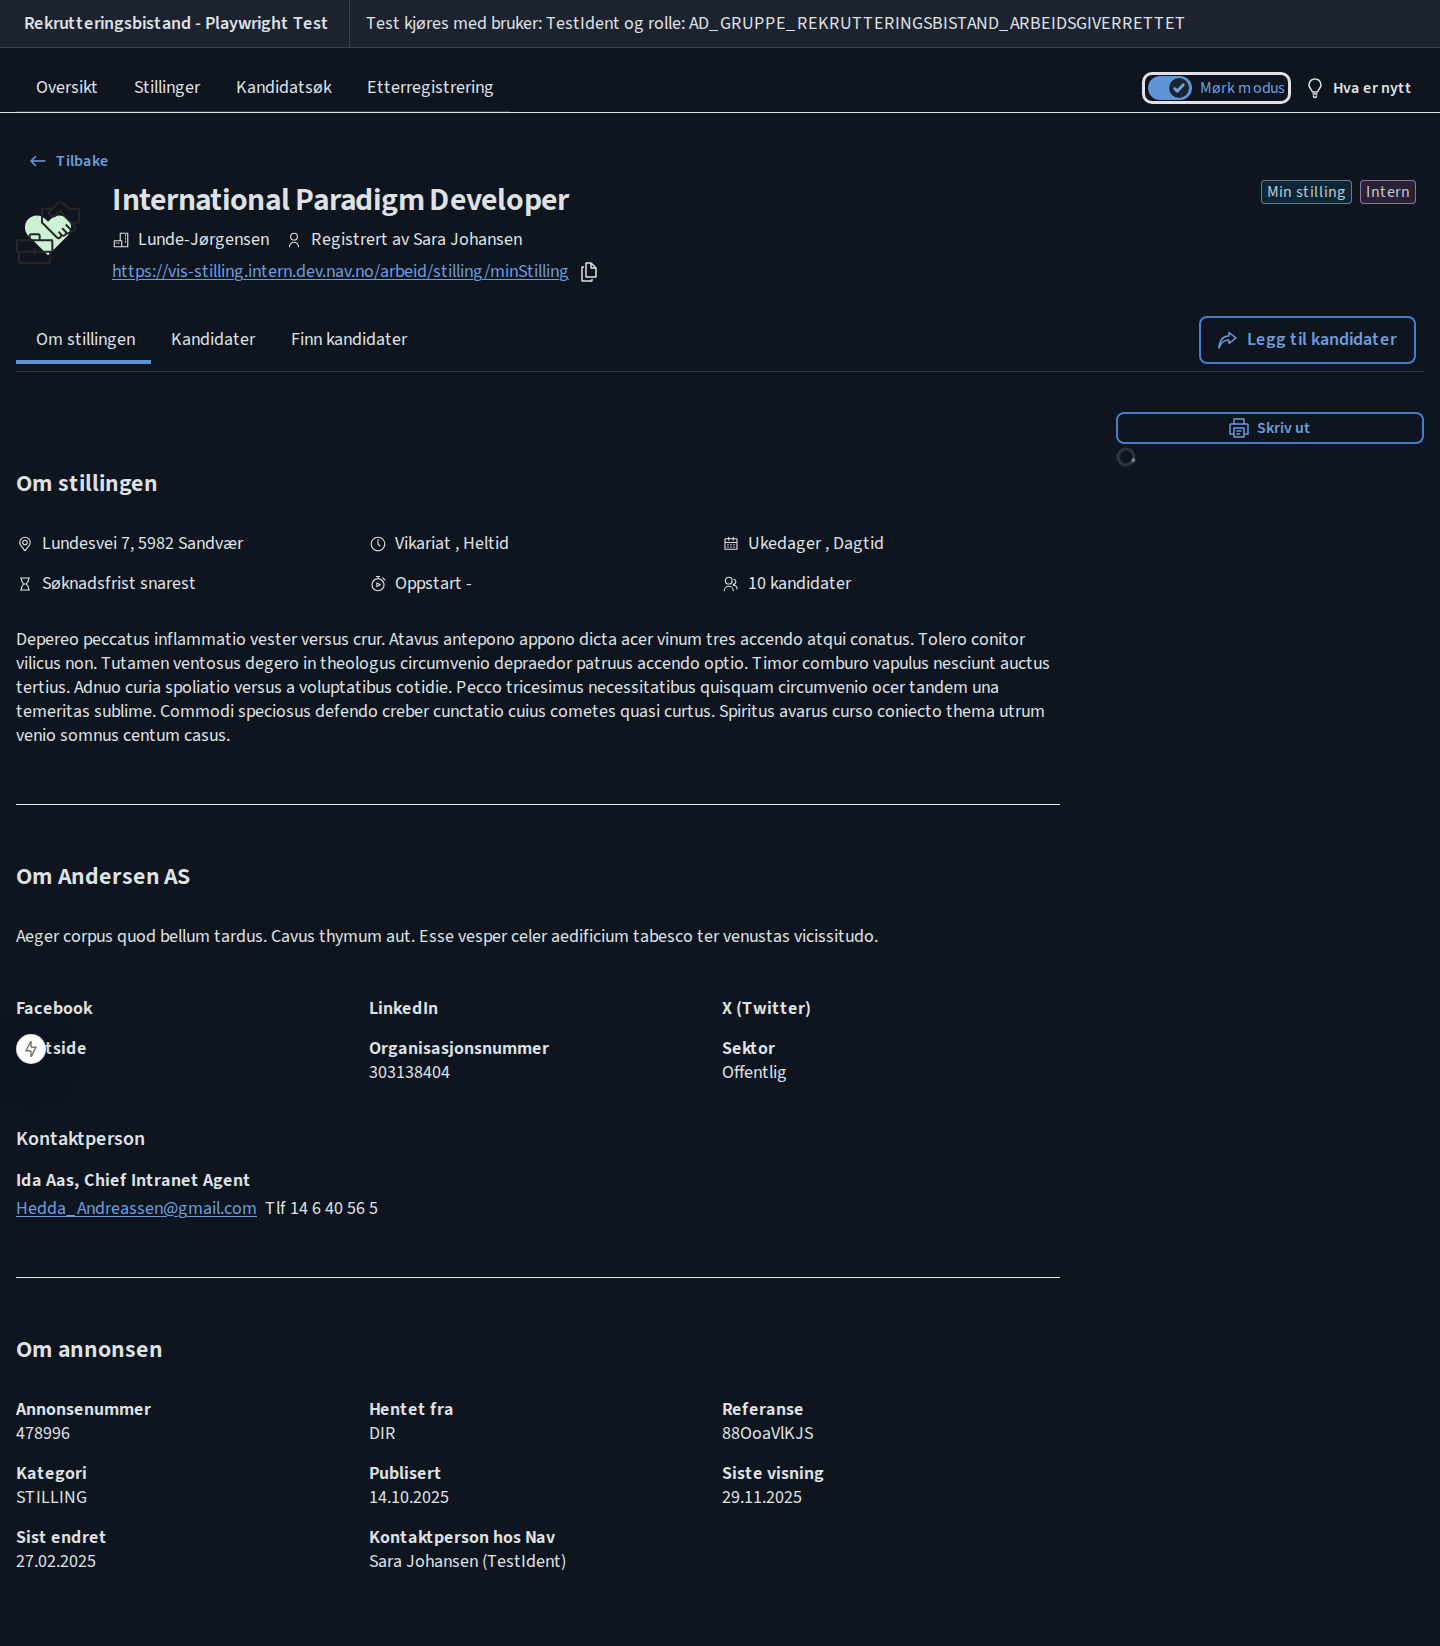 Rekrutteringsbistand - Playwright Test
Test kjøres med bruker: TestIdent og rolle: AD_GRUPPE_REKRUTTERINGSBISTAND_ARBEIDSGIVERRETTET
Oversikt
Stillinger
Kandidatsøk
Etterregistrering
Mørk modus
Hva er nytt
Tilbake
International Paradigm Developer
Min stilling
Intern
Lunde-Jørgensen
Registrert av Sara Johansen
https://vis-stilling.intern.dev.nav.no/arbeid/stilling/minStilling
Om stillingen
Kandidater
Finn kandidater
Legg til kandidater
Skriv ut
Om stillingen
Lundesvei 7, 5982 Sandvær
Vikariat , Heltid
Ukedager , Dagtid
Søknadsfrist snarest
Oppstart -
10 kandidater
Depereo peccatus inflammatio vester versus crur. Atavus antepono appono dicta acer vinum tres accendo atqui conatus. Tolero conitor
vilicus non. Tutamen ventosus degero in theologus circumvenio depraedor patruus accendo optio. Timor comburo vapulus nesciunt auctus
tertius. Adnuo curia spoliatio versus a voluptatibus cotidie. Pecco tricesimus necessitatibus quisquam circumvenio ocer tandem una
temeritas sublime. Commodi speciosus defendo creber cunctatio cuius cometes quasi curtus. Spiritus avarus curso coniecto thema utrum
venio somnus centum casus.
Om Andersen AS
Aeger corpus quod bellum tardus. Cavus thymum aut. Esse vesper celer aedificium tabesco ter venustas vicissitudo.
Facebook
LinkedIn
X (Twitter)
tside
Organisasjonsnummer
303138404
Sektor
Offentlig
Kontaktperson
Ida Aas, Chief Intranet Agent
Hedda_Andreassen@gmail.com Tlf 14 6 40 56 5
Om annonsen
Annonsenummer
478996
Hentet fra
DIR
Referanse
88OoaVlKJS
Kategori
STILLING
Publisert
14.10.2025
Siste visning
29.11.2025
Sist endret
27.02.2025
Kontaktperson hos Nav
Sara Johansen (TestIdent)